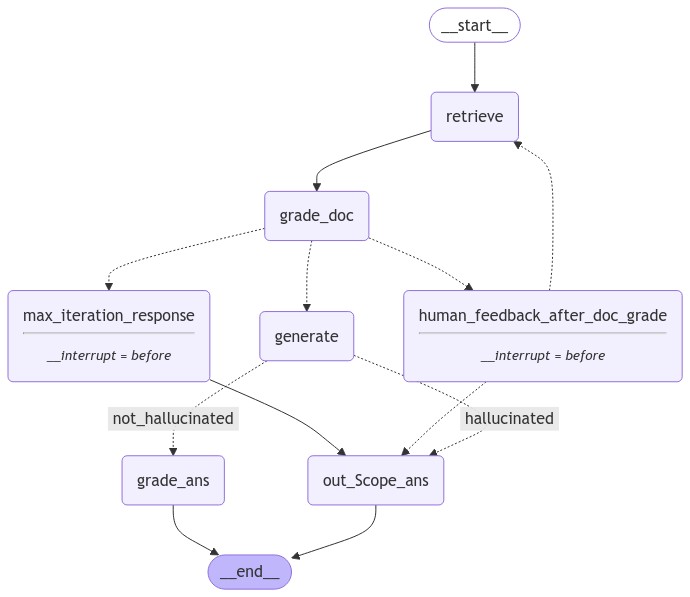 __start__
retrieve
grade_doc
max_iteration_response
__interrupt = before
generate
human_feedback_after_doc_grade
__interrupt = before
not_hallucinated
hallucinated
grade_ans
out_Scope_ans
__end__